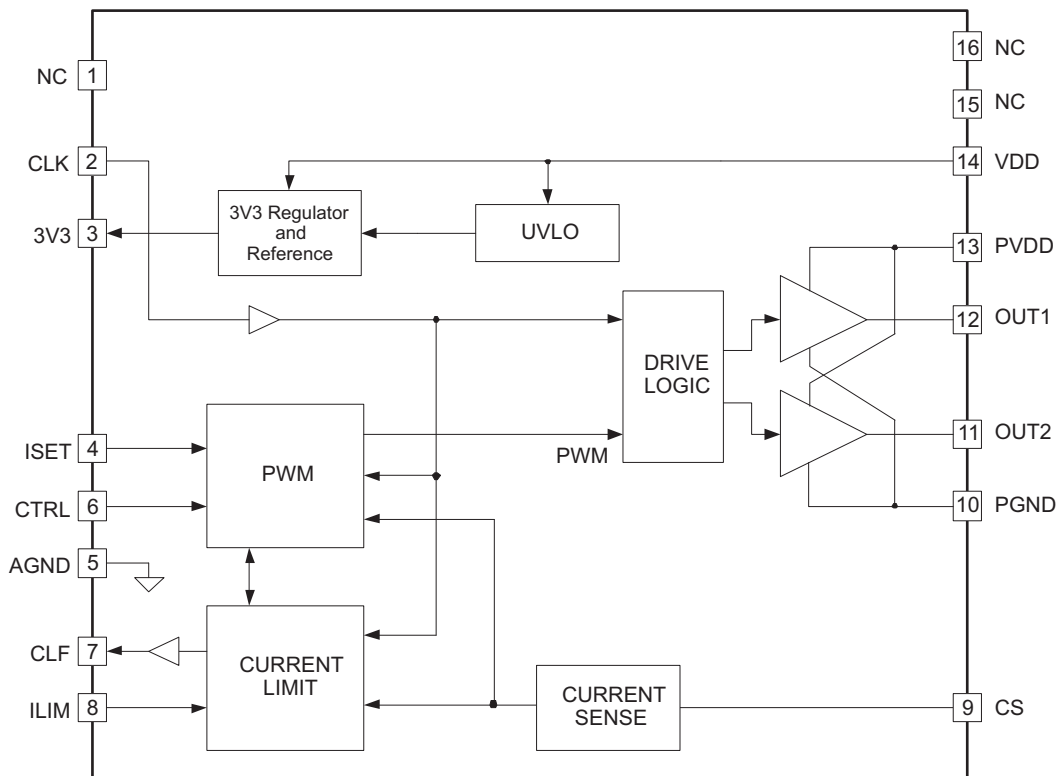 NC 1
CLK 2
3V3 3
ISET 4
CTRL 6
AGND 5
CLF 7
ILIM 8
3V3 Regulator
and
Reference
UVLO
PWM
PWM
CURRENT
LIMIT
CURRENT
SENSE
DRIVE
LOGIC
16 NC
15 NC
14 VDD
13 PVDD
12 OUT1
11 OUT2
10 PGND
9 CS